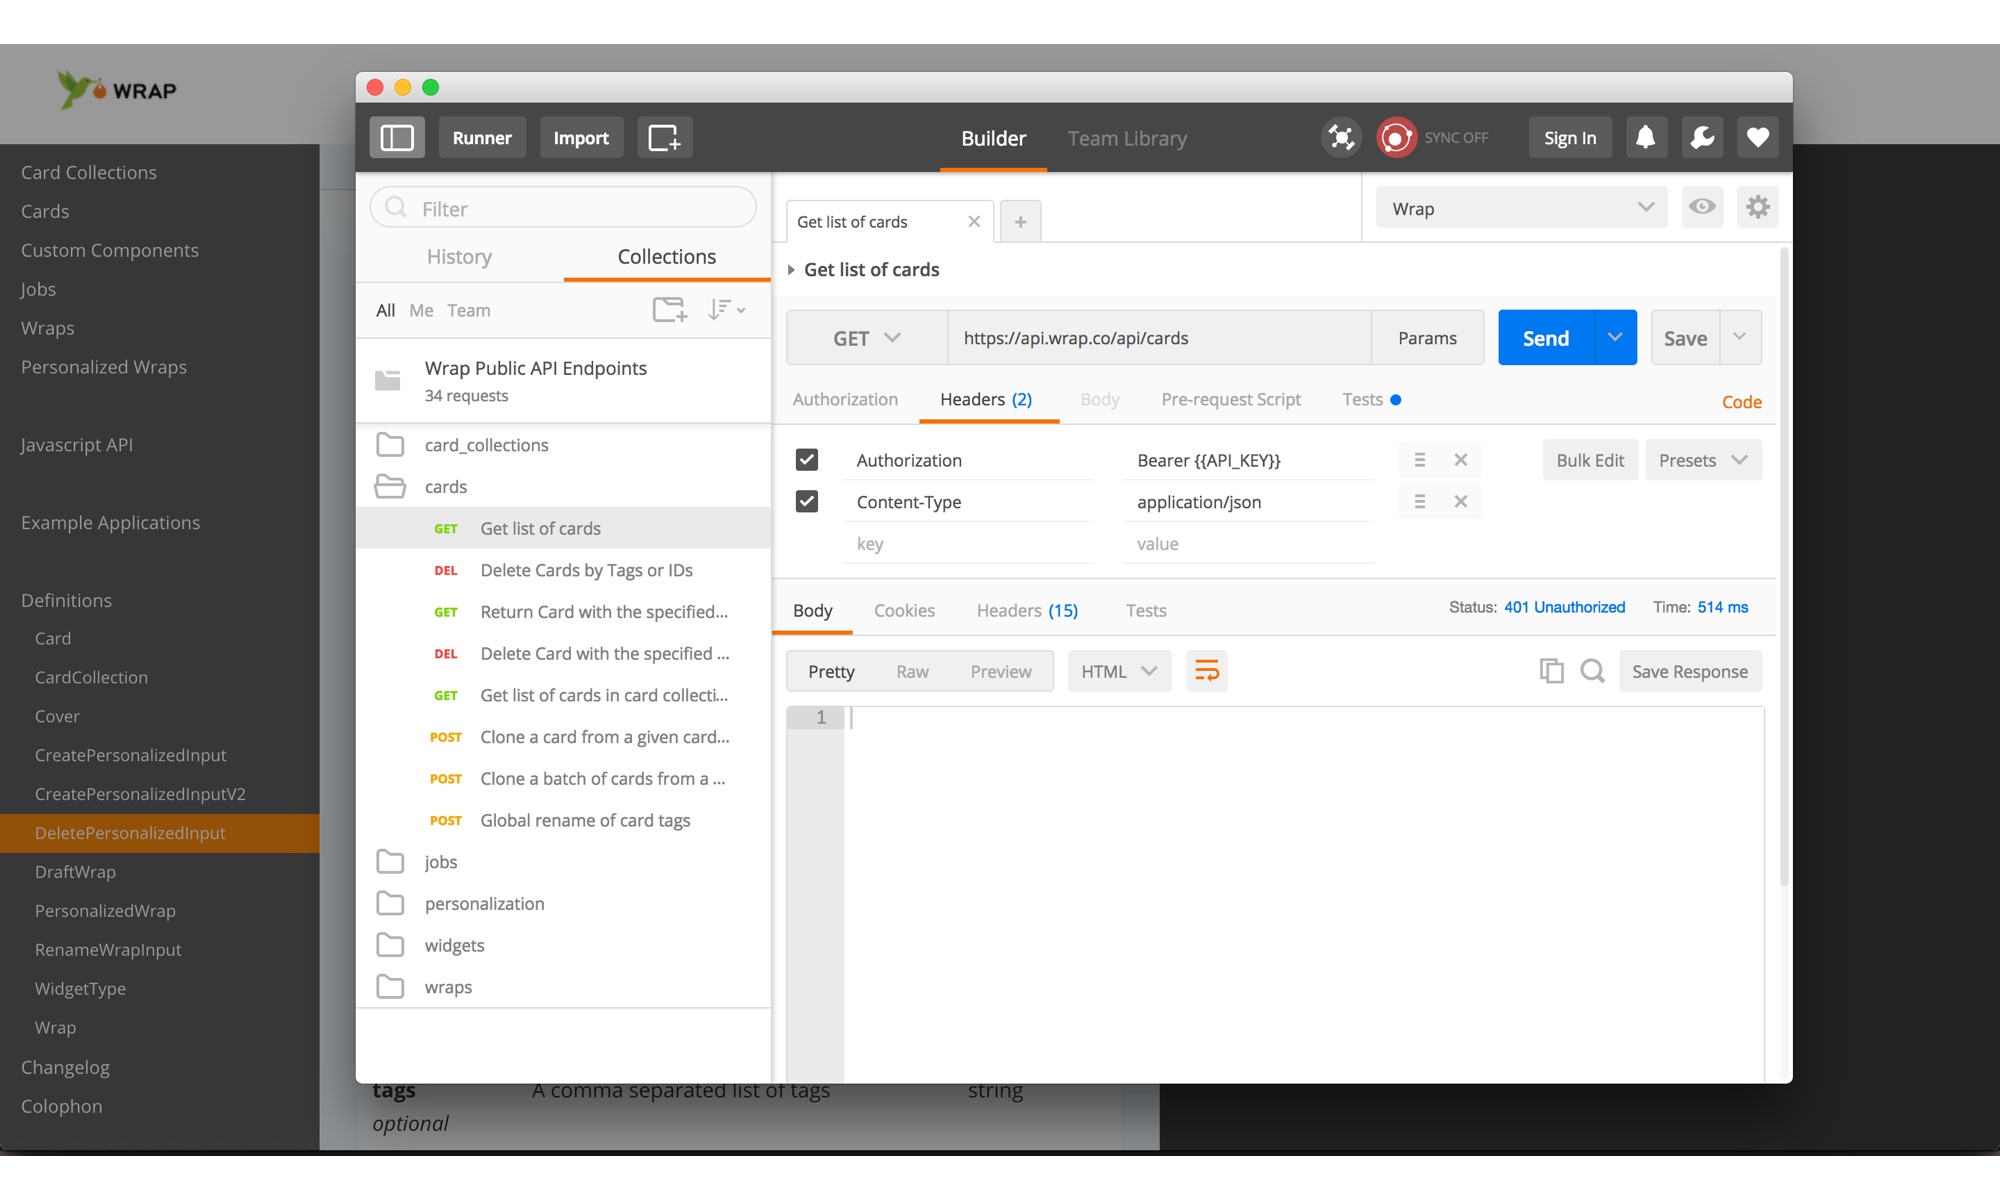 WRAP
Card Collections
Cards
Custom Components
Jobs
Wraps
Personalized Wraps
Javascript API
Example Applications
Definitions
Card
CardCollection
Cover
CreatePersonalizedInput
CreatePersonalizedInputV2
DeletePersonalizedInput
DraftWrap
PersonalizedWrap
RenameWrapInput
WidgetType
Wrap
Changelog
Colophon
Runner Import Builder Team Library SYNC OFF Sign In
Filter
History Collections
All Me Team
Wrap Public API Endpoints
34 requests
card_collections
cards
GET Get list of cards
DEL Delete Cards by Tags or IDs
GET Return Card with the specified...
DEL Delete Card with the specified ...
GET Get list of cards in card collecti...
POST Clone a card from a given card...
POST Clone a batch of cards from a ...
POST Global rename of card tags
jobs
personalization
widgets
wraps
Get list of cards Wrap
Get list of cards
GET https://api.wrap.co/api/cards Params Send Save
Authorization Headers (2) Body Pre-request Script Tests Code
Authorization Bearer {{API_KEY}} Bulk Edit Presets
Content-Type application/json
key value
Body Cookies Headers (15) Tests Status: 401 Unauthorized Time: 514 ms
Pretty Raw Preview HTML Save Response
1
tags A comma separated list of tags string
optional